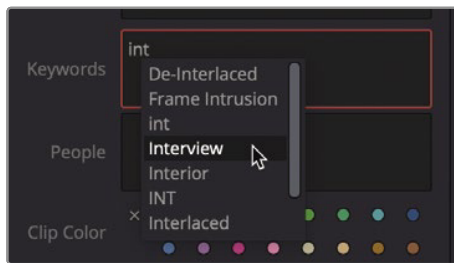 Keywords
int
De-Interlaced
Frame Intrusion
int
Interview
Interior
INT
Interlaced
People
Clip Color